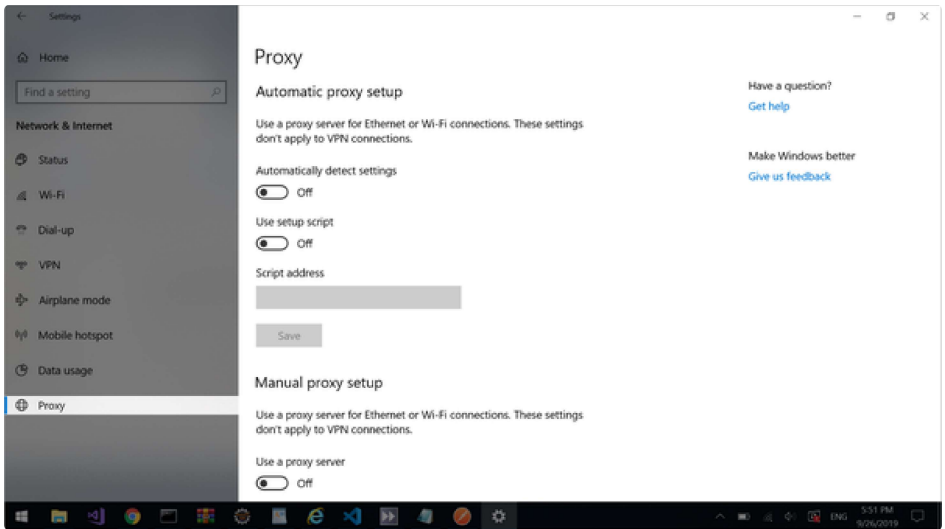 Settings
Home
Find a setting
Network & Internet
Status
Wi-Fi
Dial-up
VPN
Airplane mode
Mobile hotspot
Data usage
Proxy
Proxy
Automatic proxy setup
Use a proxy server for Ethernet or Wi-Fi connections. These settings
don't apply to VPN connections.
Automatically detect settings
Off
Use setup script
Off
Script address
Save
Manual proxy setup
Use a proxy server for Ethernet or Wi-Fi connections. These settings
don't apply to VPN connections.
Use a proxy server
Off
Have a question?
Get help
Make Windows better
Give us feedback
ENG
5:51 PM
9/26/2019